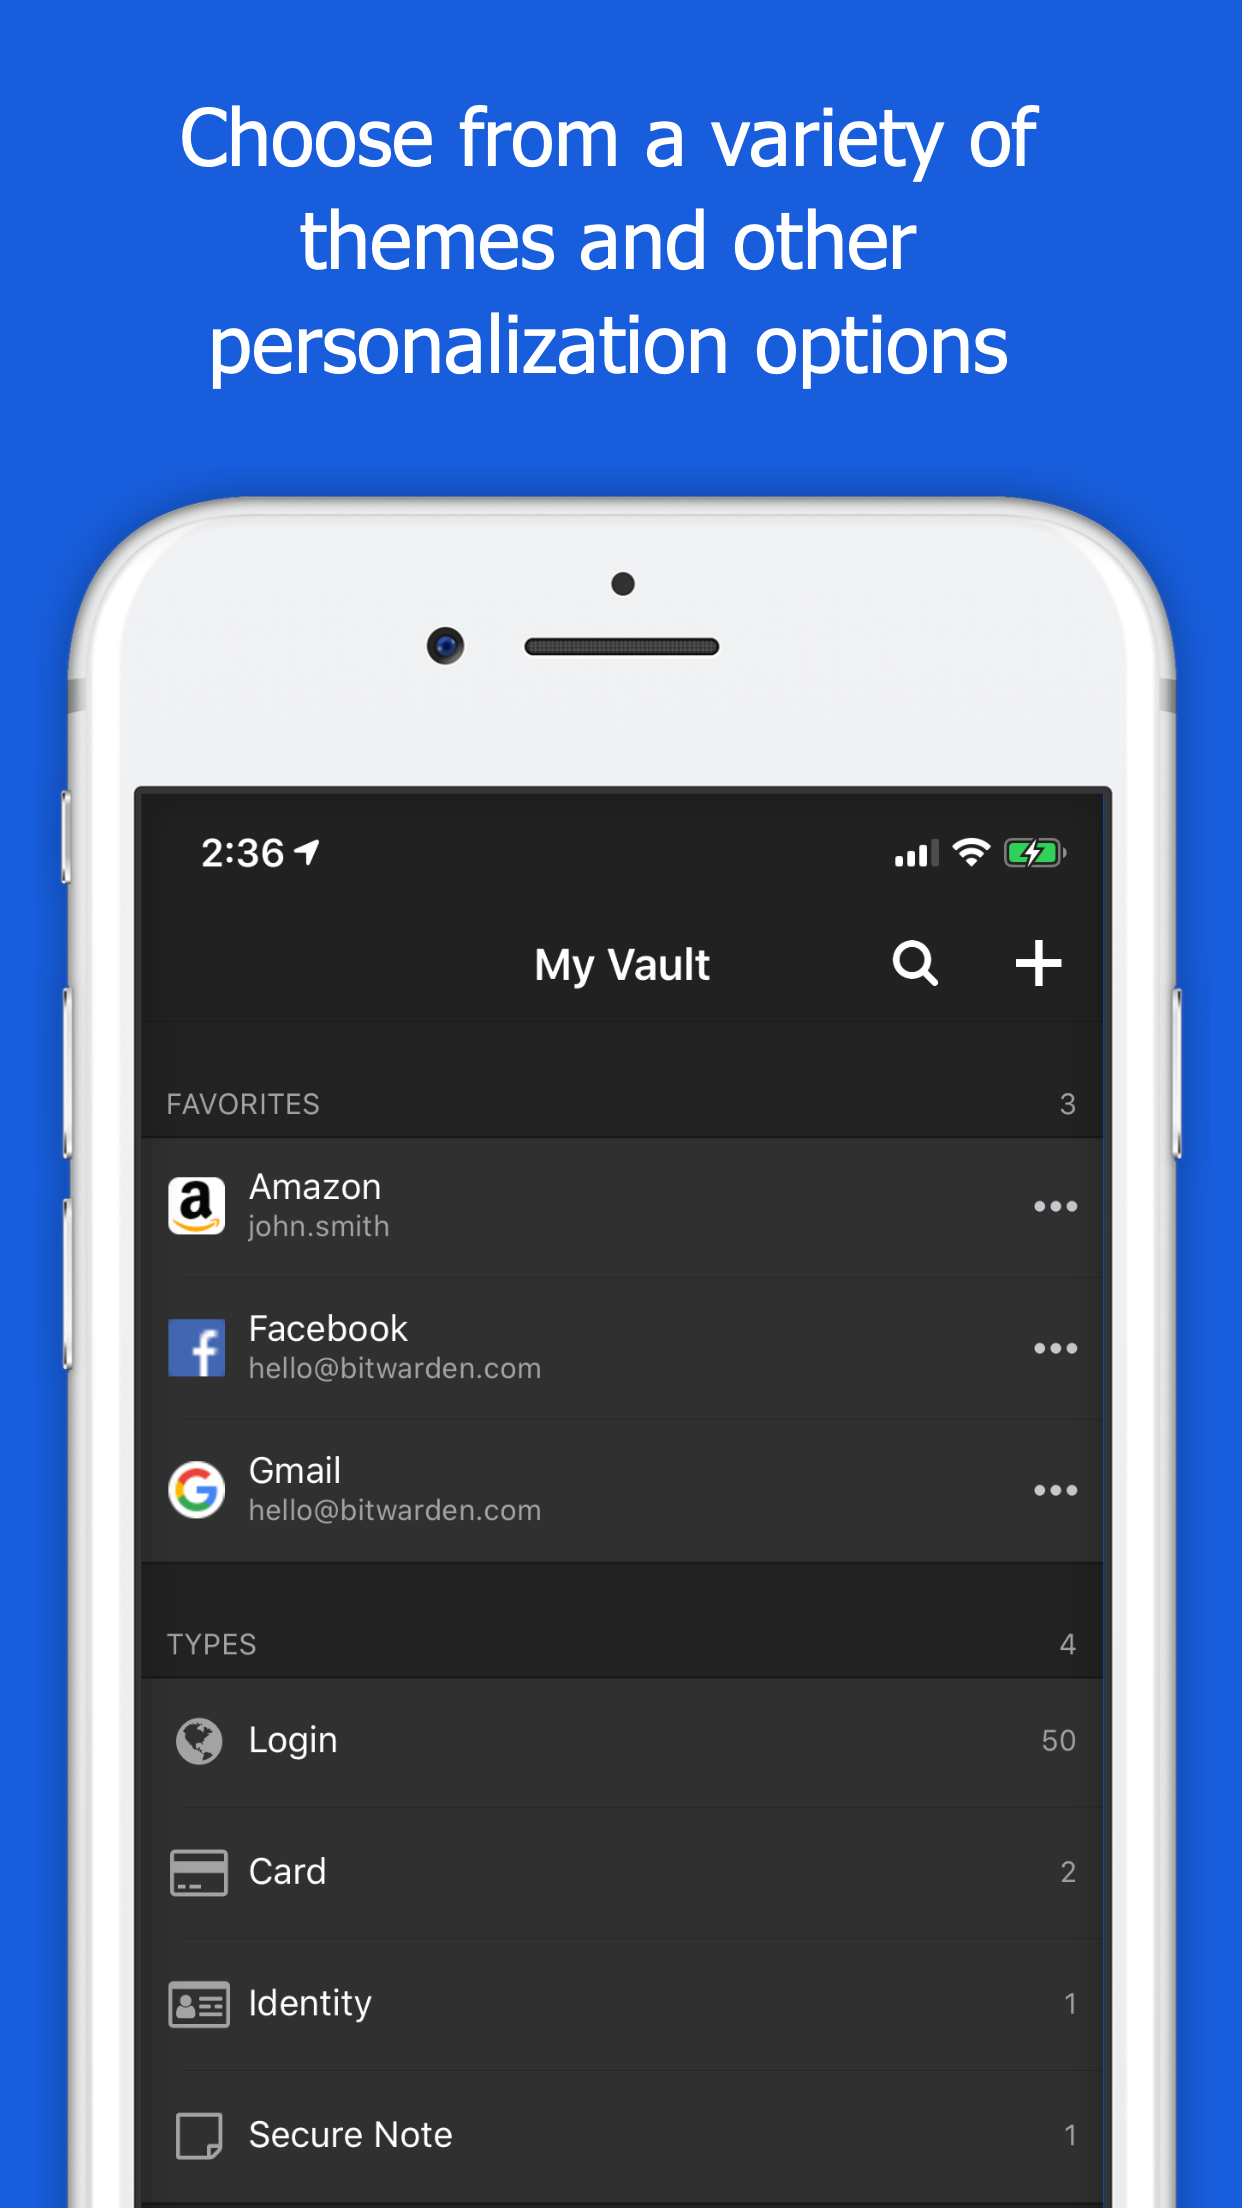 Choose from a variety of
themes and other
personalization options
2:36
My Vault
FAVORITES 3
Amazon
john.smith
Facebook
hello@bitwarden.com
Gmail
hello@bitwarden.com
TYPES 4
Login 50
Card 2
Identity 1
Secure Note 1